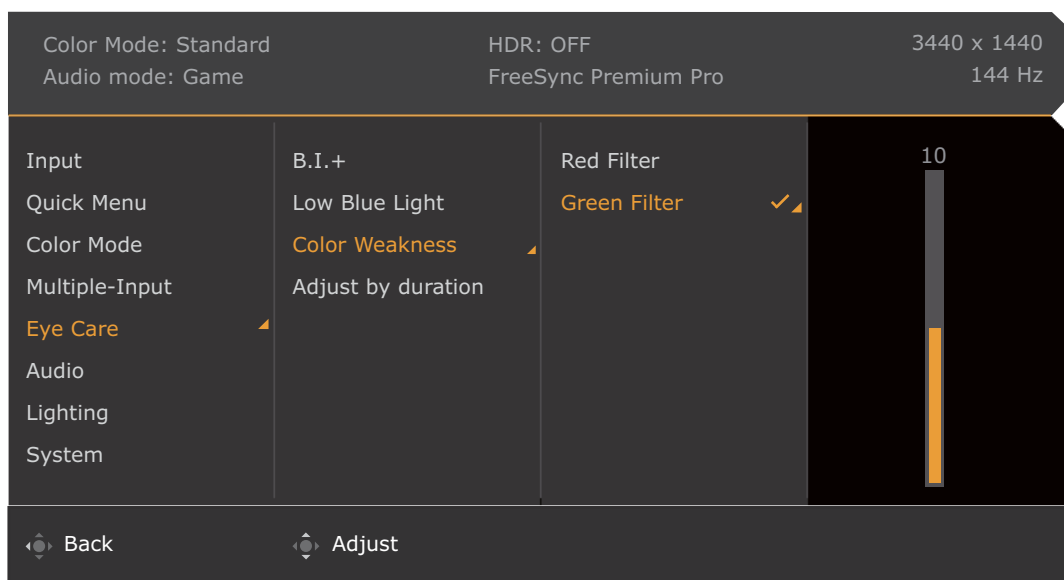 Color Mode: Standard
HDR: OFF
3440 x 1440
Audio mode: Game
FreeSync Premium Pro
144 Hz
Input
Quick Menu
Color Mode
Multiple-Input
Eye Care
Audio
Lighting
System
B.I.+
Low Blue Light
Color Weakness
Adjust by duration
Red Filter
Green Filter
10
Back
Adjust